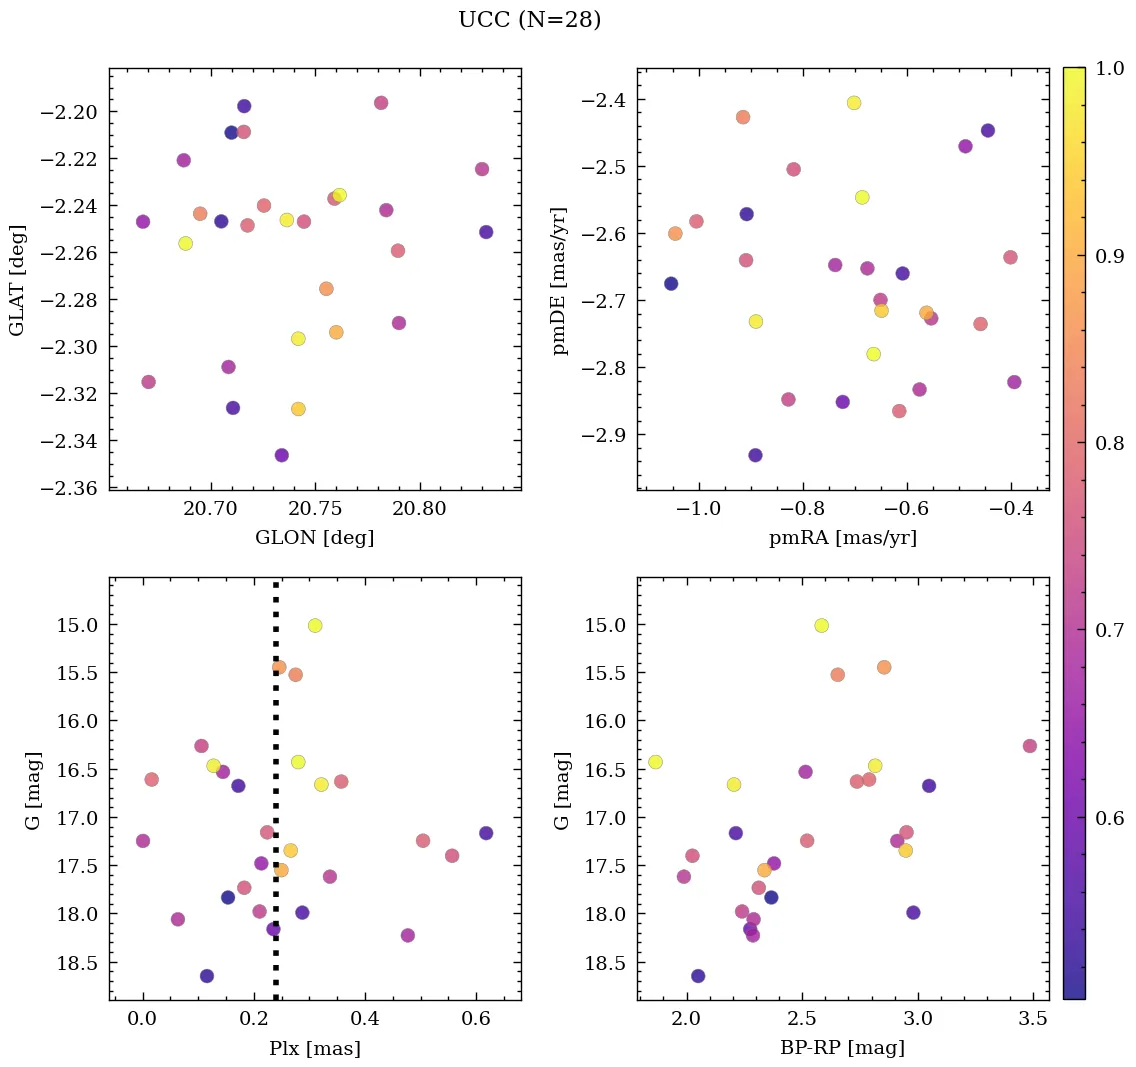 UCC (N=28)
−2.20
−2.22
−2.24
−2.26
−2.28
−2.30
−2.32
−2.34
−2.36
GLAT [deg]
20.70 20.75 20.80
GLON [deg]
−2.4
−2.5
−2.6
−2.7
−2.8
−2.9
pmDE [mas/yr]
−1.0 −0.8 −0.6 −0.4
pmRA [mas/yr]
1.0
0.9
0.8
0.7
0.6
15.0
15.5
16.0
16.5
17.0
17.5
18.0
18.5
G [mag]
0.0 0.2 0.4 0.6
Plx [mas]
15.0
15.5
16.0
16.5
17.0
17.5
18.0
18.5
G [mag]
2.0 2.5 3.0 3.5
BP-RP [mag]